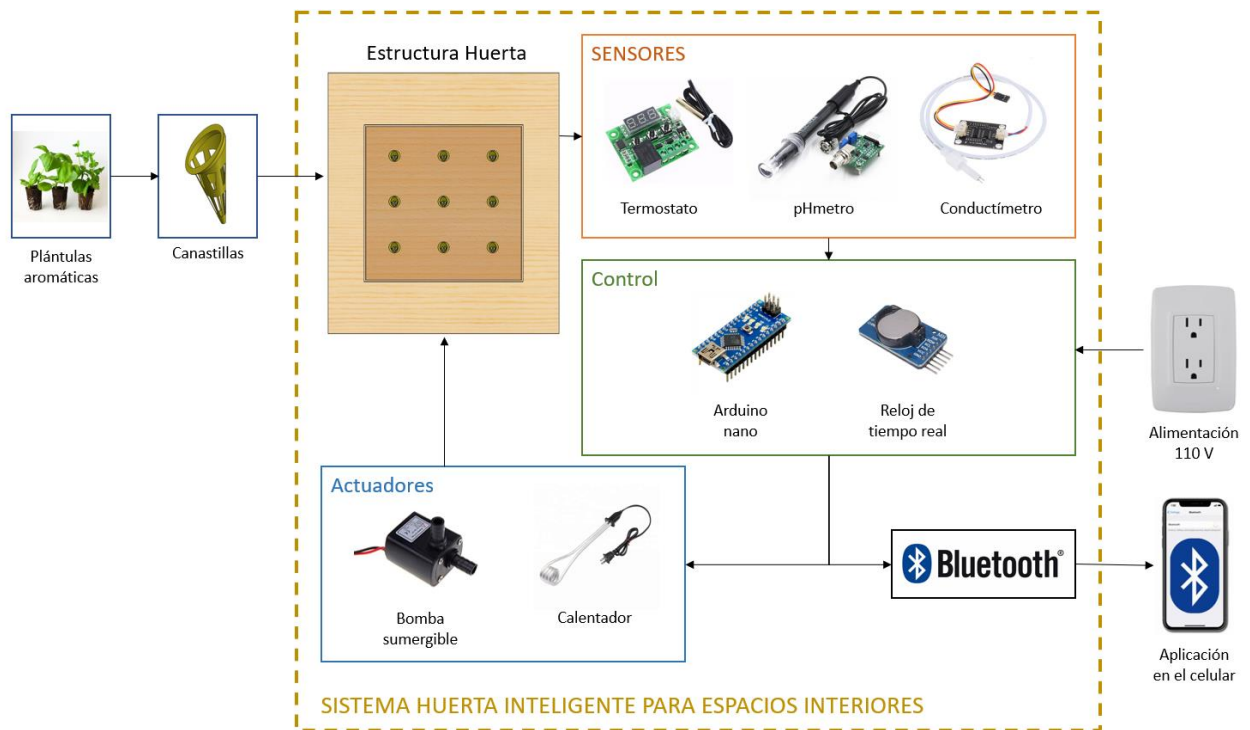 Estructura Huerta
SENSORES
Termostato
pHmetro
Conductímetro
Plántulas
aromáticas
Canastillas
Control
Arduino
nano
Reloj de
tiempo real
Alimentación
110 V
Actuadores
Bomba
sumergible
Calentador
Bluetooth®
Aplicación
en el celular
SISTEMA HUERTA INTELIGENTE PARA ESPACIOS INTERIORES